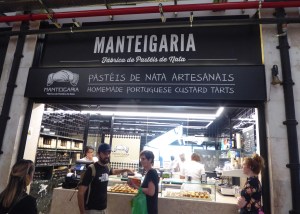 MANTEIGARIA
Fábrica de Pastéis de Nata
MANTEIGARIA
PASTÉIS DE NATA ARTESANAIS
HOMEMADE PORTUGUESE CUSTARD TARTS